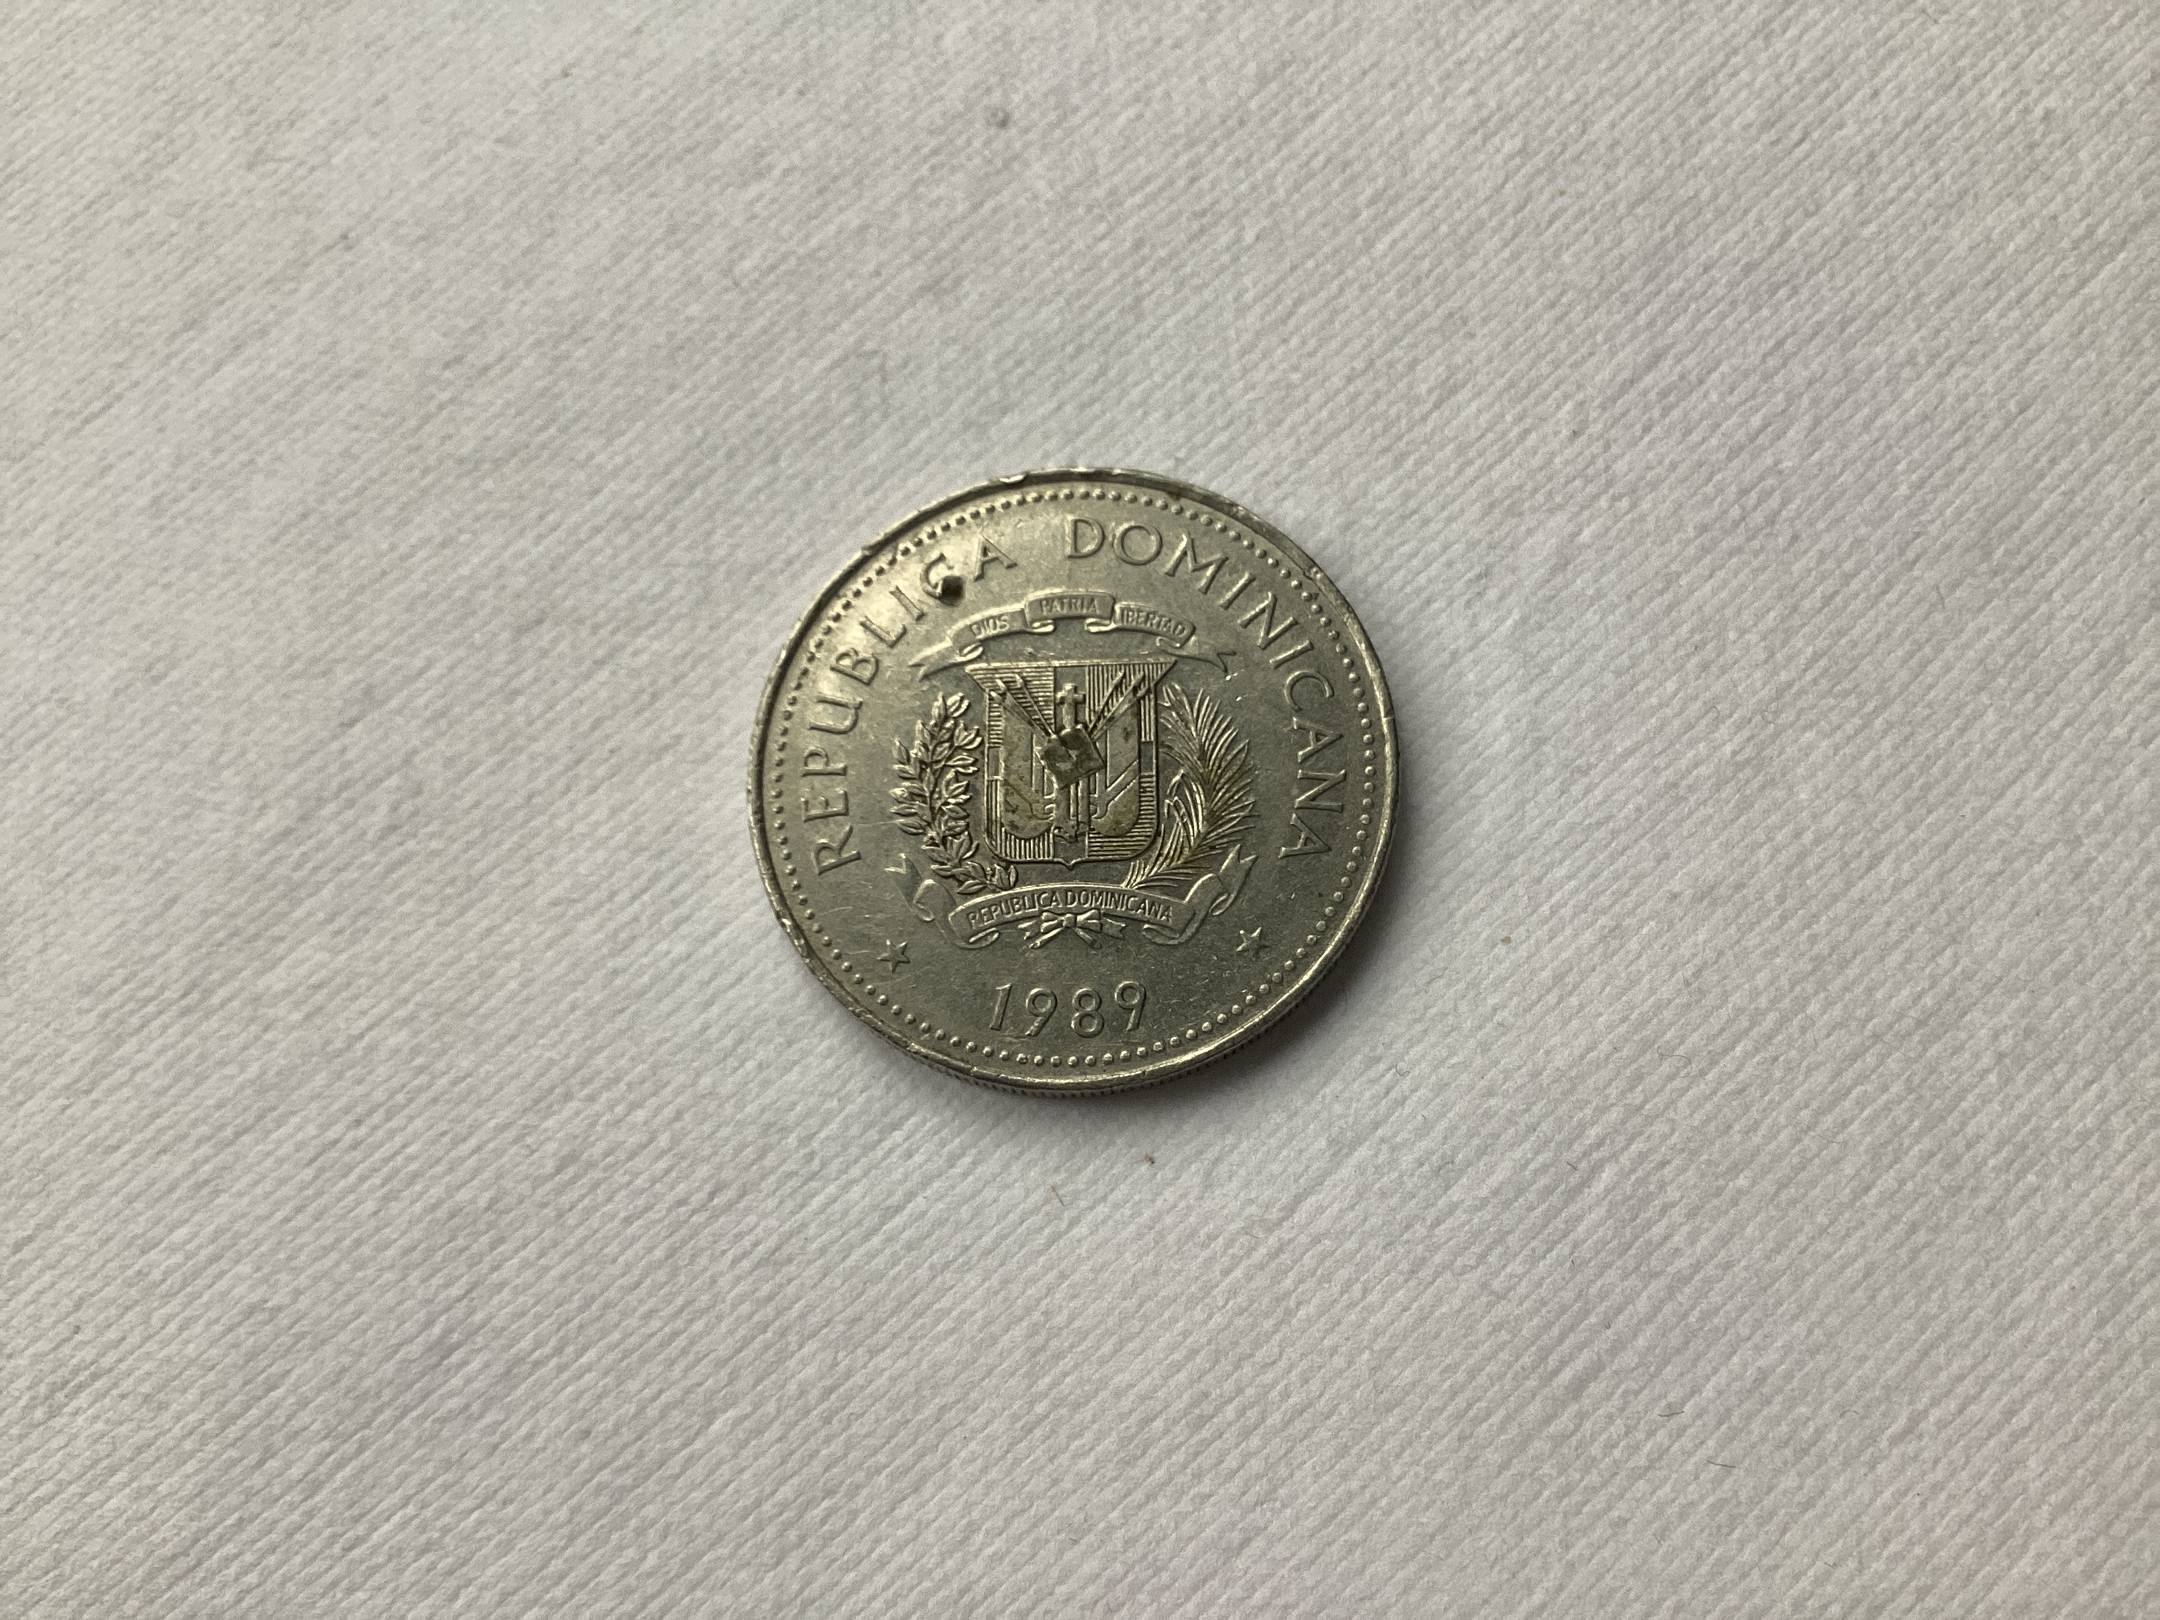 REPUBLICA DOMINICANA
DIOS PATRIA LIBERTAD
REPUBLICA DOMINICANA
1989